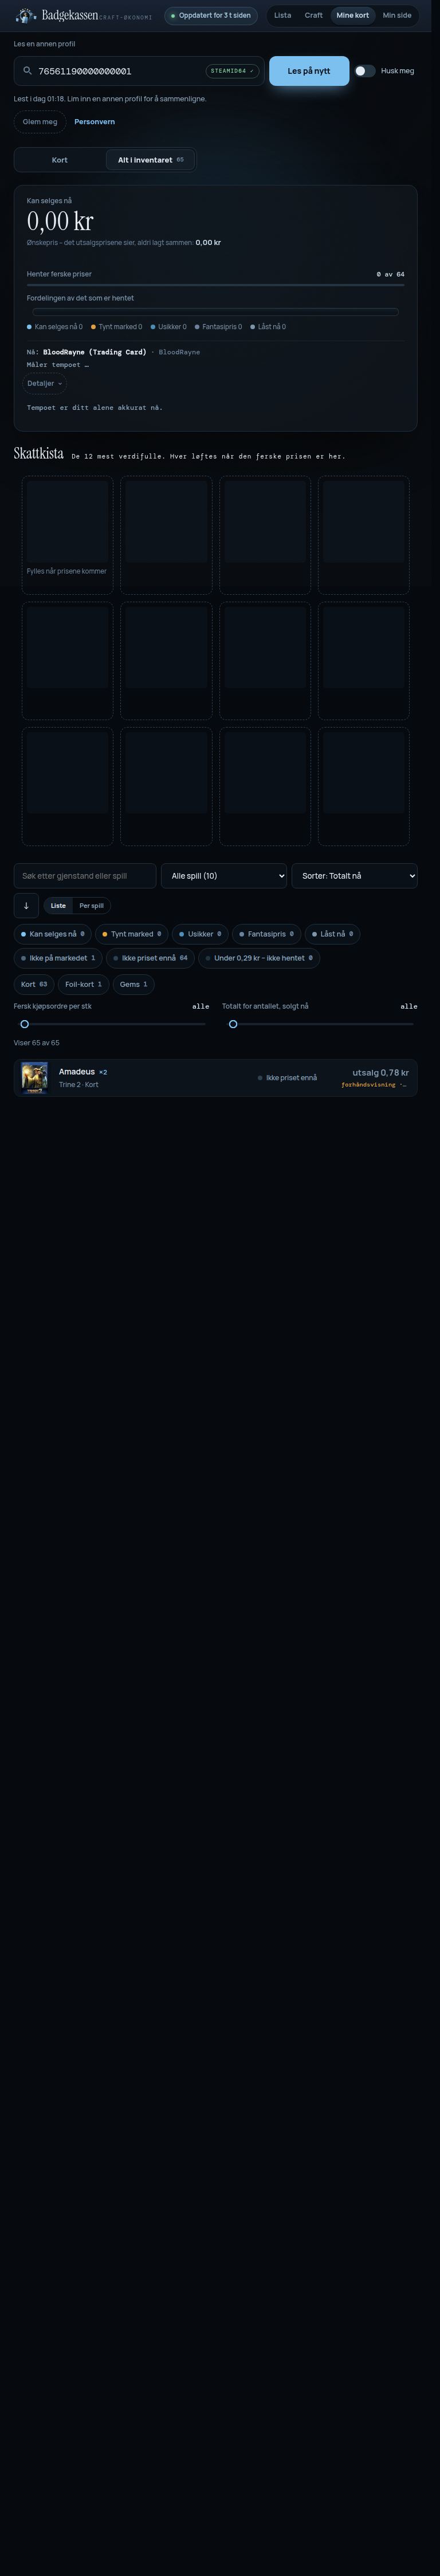 Badgekassen CRAFT-ØKONOMI Oppdatert for 3 t siden Lista Craft Mine kort Min side
Les en annen profil
76561190000000001 STEAMID64 ✓ Les på nytt Husk meg
Lest i dag 01:18. Lim inn en annen profil for å sammenligne.
Glem meg Personvern
Kort Alt i inventaret 65
Kan selges nå
0,00 kr
Ønskepris – det utsalgsprisene sier, aldri lagt sammen: 0,00 kr
Henter ferske priser 0 av 64
Fordelingen av det som er hentet
Kan selges nå 0 Tynt marked 0 Usikker 0 Fantasipris 0 Låst nå 0
Nå: BloodRayne (Trading Card) · BloodRayne
Måler tempoet …
Detaljer
Tempoet er ditt alene akkurat nå.
Skattkista De 12 mest verdifulle. Hver løftes når den ferske prisen er her.
Fylles når prisene kommer
Søk etter gjenstand eller spill Alle spill (10) Sorter: Totalt nå
↓ Liste Per spill
Kan selges nå 0 Tynt marked 0 Usikker 0 Fantasipris 0 Låst nå 0
Ikke på markedet 1 Ikke priset ennå 64 Under 0,29 kr – ikke hentet 0
Kort 63 Foil-kort 1 Gems 1
Fersk kjøpsordre per stk alle Totalt for antallet, solgt nå alle
Viser 65 av 65
Amadeus ×2 Ikke priset ennå utsalg 0,78 kr
Trine 2 · Kort forhåndsvisning ·…